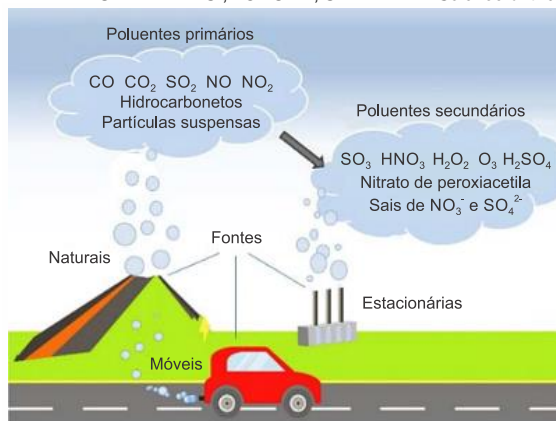 Poluentes primários
CO CO₂ SO₂ NO NO₂
Hidrocarbonetos
Partículas suspensas
Poluentes secundários
SO₃ HNO₃ H₂O₂ O₃ H₂SO₄
Nitrato de peroxiacetila
Sais de NO₃⁻ e SO₄²⁻
Fontes
Naturais
Estacionárias
Móveis